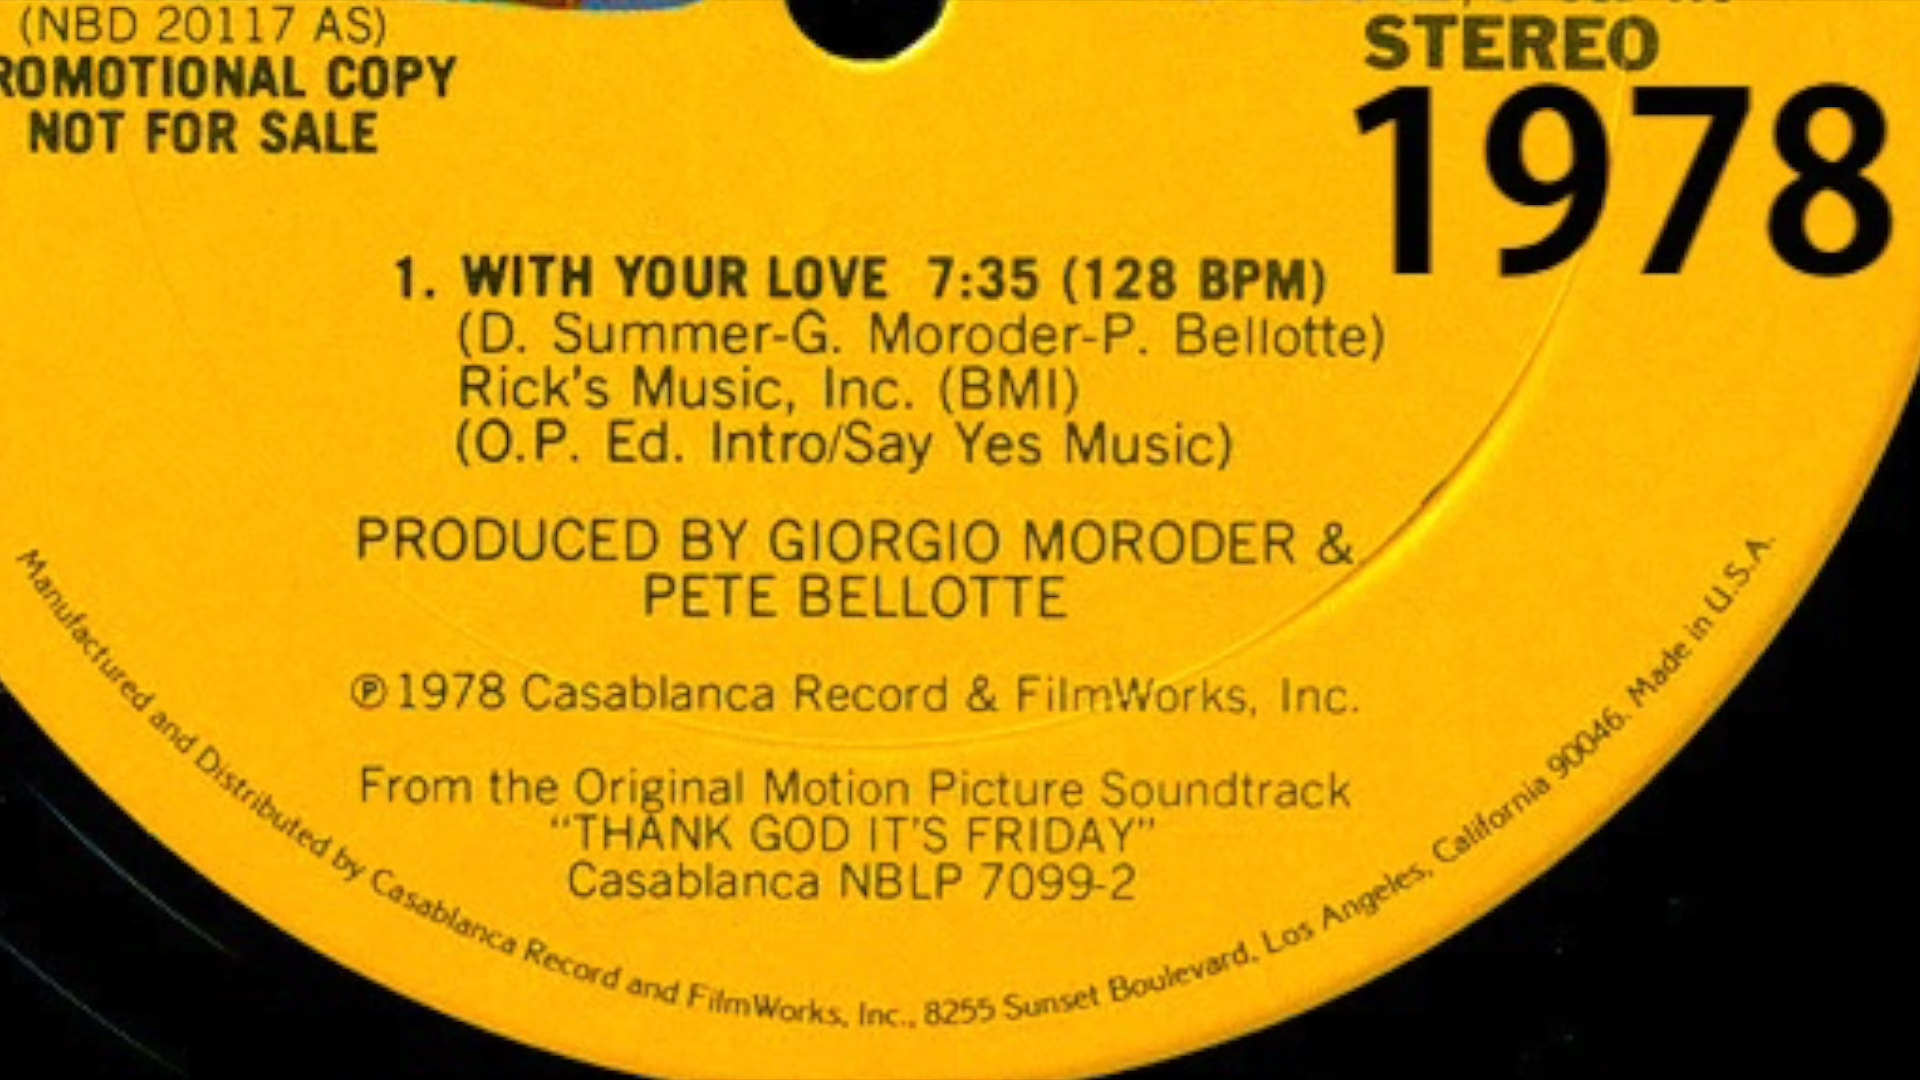 (NBD 20117 AS)
ROMOTIONAL COPY
NOT FOR SALE
STEREO
1978
1. WITH YOUR LOVE 7:35 (128 BPM)
(D. Summer-G. Moroder-P. Bellotte)
Rick's Music, Inc. (BMI)
(O.P. Ed. Intro/Say Yes Music)
PRODUCED BY GIORGIO MORODER &
PETE BELLOTTE
℗ 1978 Casablanca Record & FilmWorks, Inc.
From the Original Motion Picture Soundtrack
“THANK GOD IT'S FRIDAY”
Casablanca NBLP 7099-2
Manufactured and Distributed by Casablanca Record and FilmWorks, Inc., 8255 Sunset Boulevard, Los Angeles, California 90046. Made in U.S.A.